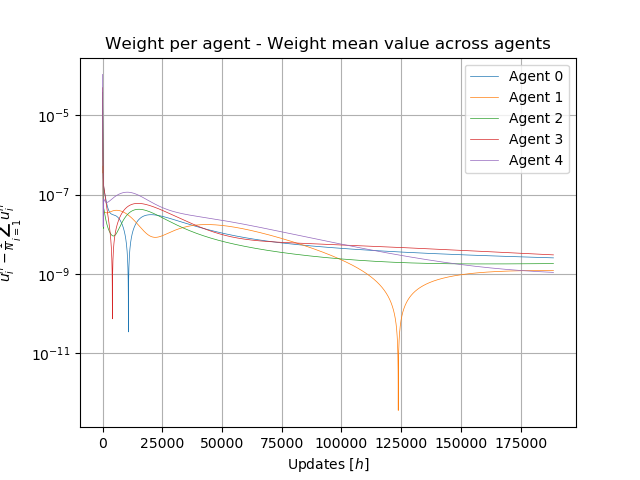 Weight per agent - Weight mean value across agents
Agent 0
Agent 1
Agent 2
Agent 3
Agent 4
10^{-5}
10^{-7}
10^{-9}
10^{-11}
0 25000 50000 75000 100000 125000 150000 175000
Updates [h]